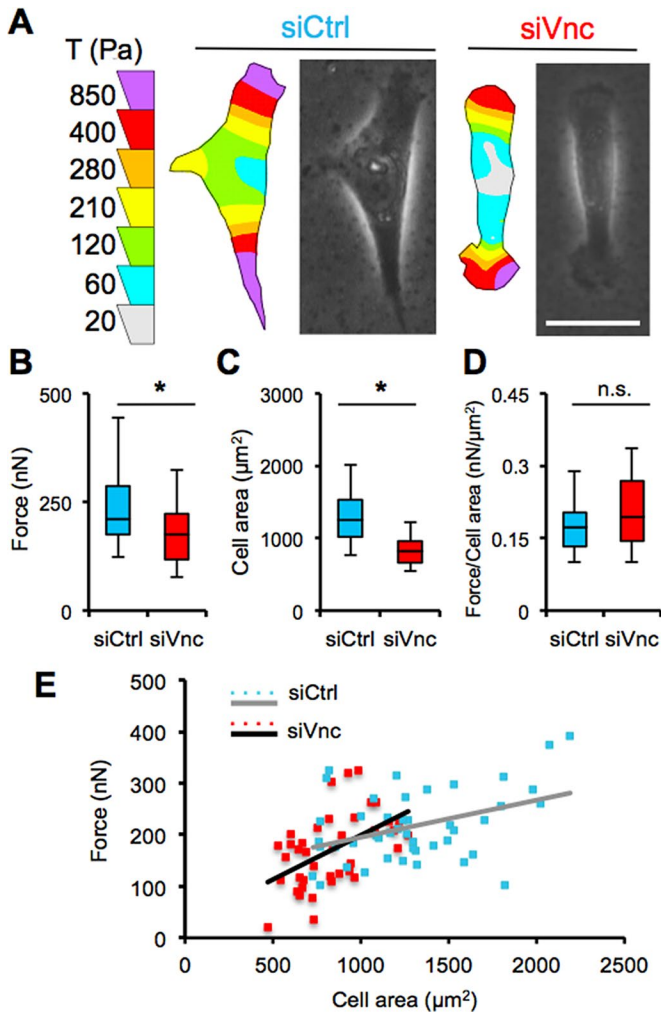 A
siCtrl
siVnc
T (Pa)
850
400
280
210
120
60
20
B
Force (nN)
500
250
0
*
siCtrl siVnc
C
Cell area (µm²)
3000
2000
1000
0
*
siCtrl siVnc
D
Force/Cell area (nN/µm²)
0.45
0.3
0.15
0
n.s.
siCtrl siVnc
E
Force (nN)
500
400
300
200
100
0
siCtrl
siVnc
0 500 1000 1500 2000 2500
Cell area (µm²)